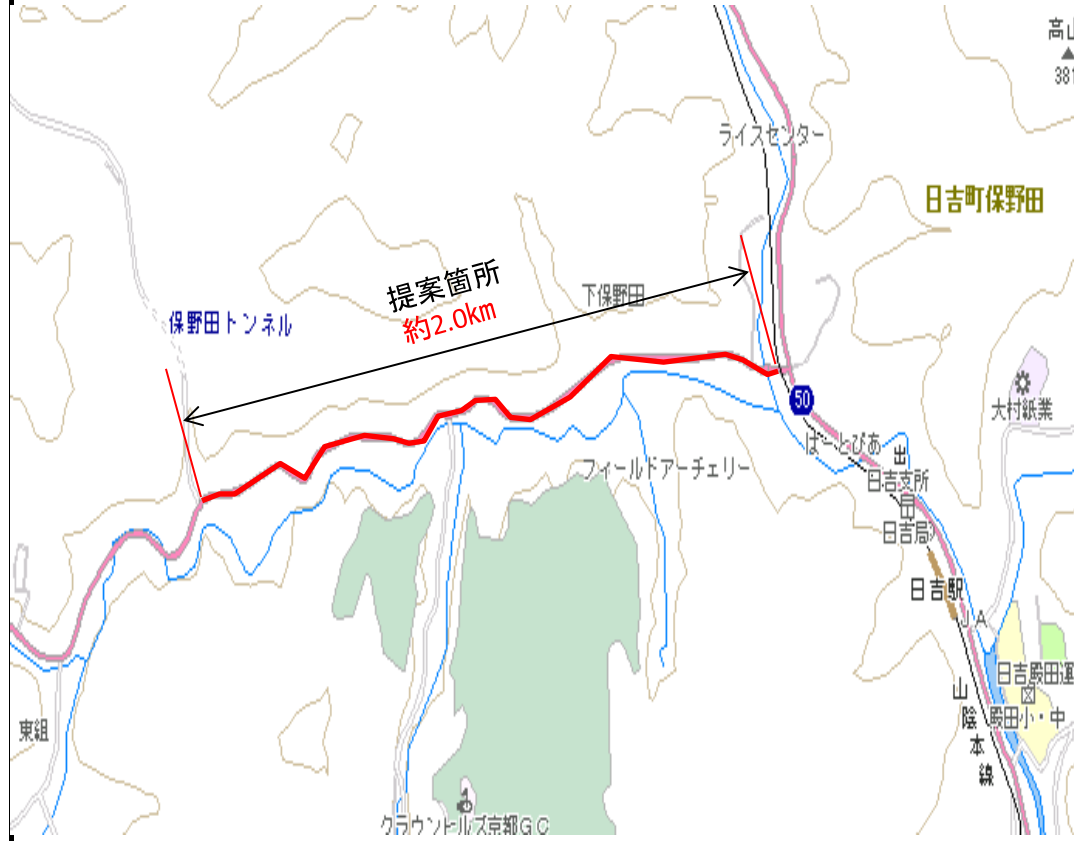 高山
381
ライスセンター
日吉町保野田
提案箇所
約2.0km
下保野田
保野田トンネル
50
大村紙業
はーとぴあ
フィールドアーチェリー
日吉支所
日吉局
日吉駅
JA
日吉殿田運
殿田小・中
山陰本線
東組
クラウンヒルズ京都GC